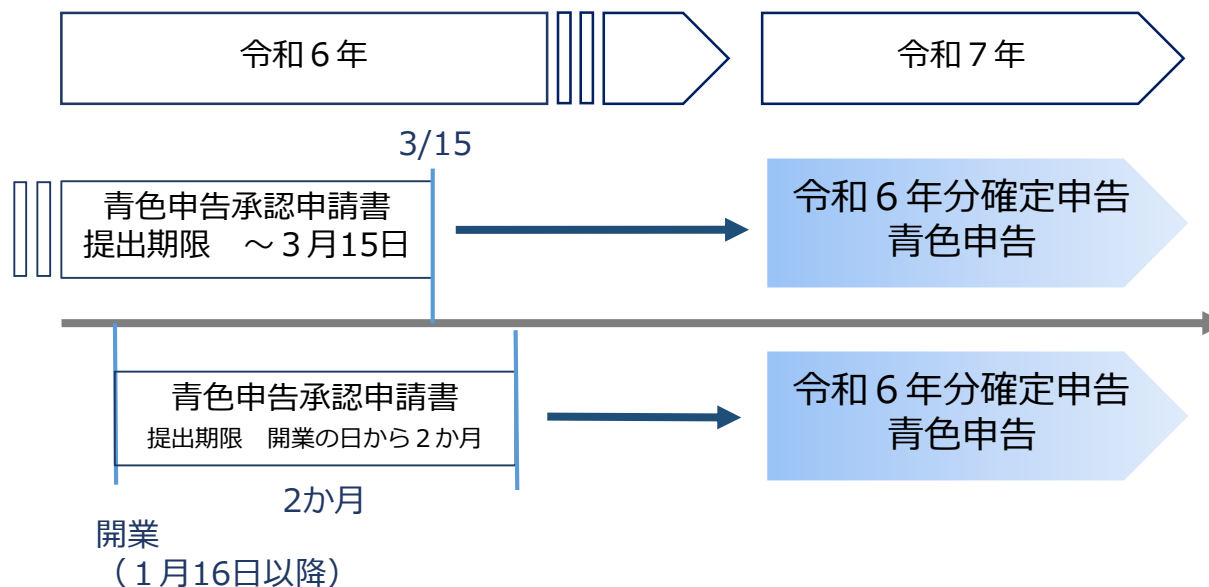 令和６年
令和７年
3/15
青色申告承認申請書
提出期限　～３月15日
令和６年分確定申告
青色申告
青色申告承認申請書
提出期限　開業の日から２か月
令和６年分確定申告
青色申告
2か月
開業
（１月16日以降）